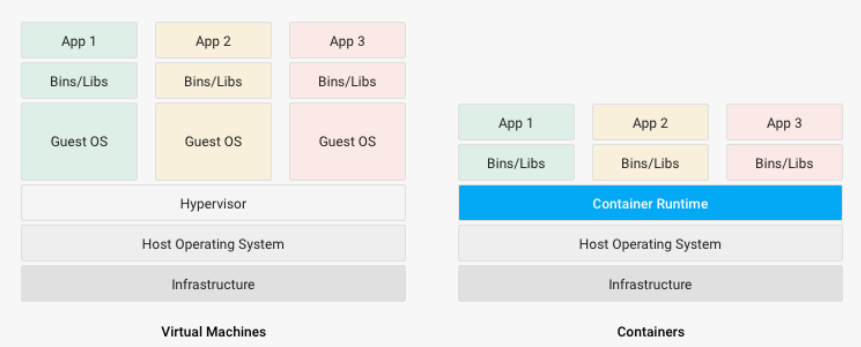 App 1
App 2
App 3
Bins/Libs
Bins/Libs
Bins/Libs
Guest OS
Guest OS
Guest OS
Hypervisor
Host Operating System
Infrastructure
Virtual Machines
App 1
App 2
App 3
Bins/Libs
Bins/Libs
Bins/Libs
Container Runtime
Host Operating System
Infrastructure
Containers